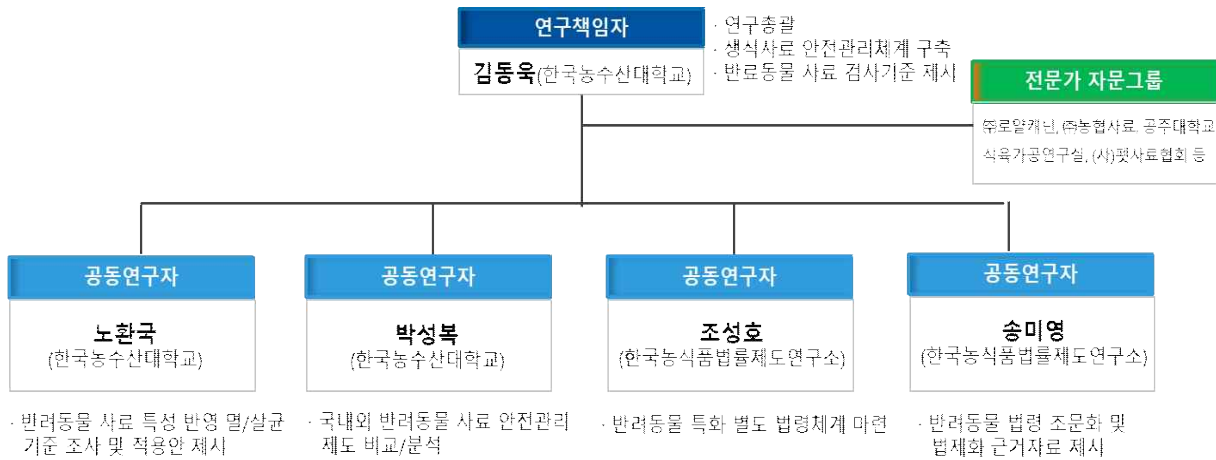 연구책임자
김동욱(한국농수산대학교)
· 연구총괄
· 생식사료 안전관리체계 구축
· 반료동물 사료 검사기준 제시
전문가 자문그룹
㈜로얄캐닌, ㈜농협사료, 공주대학교
식육가공연구실, (사)펫사료협회 등
공동연구자
노환국
(한국농수산대학교)
· 반려동물 사료 특성 반영 멸/살균
기준 조사 및 적용안 제시
공동연구자
박성복
(한국농수산대학교)
· 국내외 반려동물 사료 안전관리
제도 비교/분석
공동연구자
조성호
(한국농식품법률제도연구소)
· 반려동물 특화 별도 법령체계 마련
공동연구자
송미영
(한국농식품법률제도연구소)
· 반려동물 법령 조문화 및
법제화 근거자료 제시